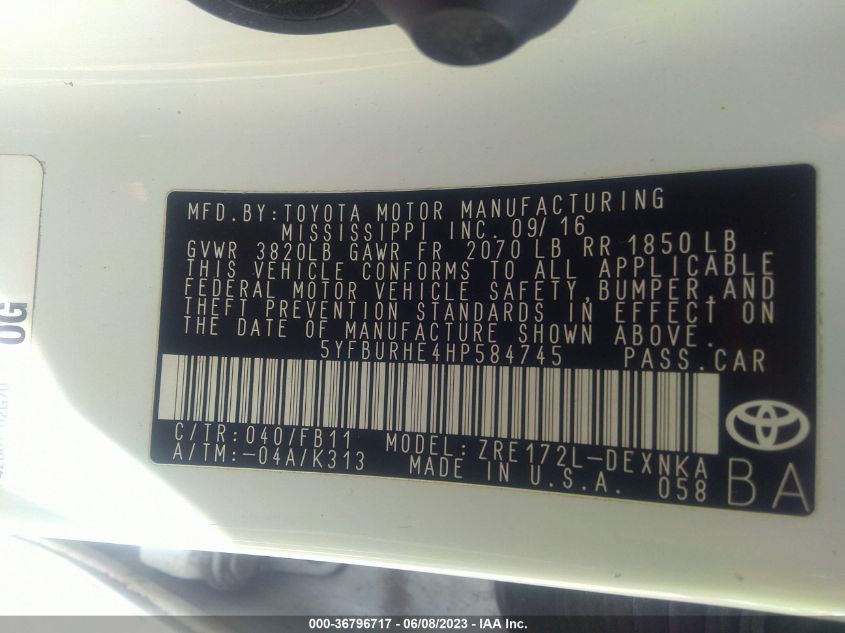 MFD. BY: TOYOTA MOTOR MANUFACTURING
MISSISSIPPI INC. 09/16
GVWR 3820LB GAWR FR 2070 LB RR 1850 LB
THIS VEHICLE CONFORMS TO ALL APPLICABLE
FEDERAL MOTOR VEHICLE SAFETY, BUMPER, AND
THEFT PREVENTION STANDARDS IN EFFECT ON
THE DATE OF MANUFACTURE SHOWN ABOVE.
5YFBURHE4HP584745 PASS. CAR
C/TR: 040/FB11 MODEL: ZRE172L-DEXNKA
A/TM: -04A/K313 MADE IN U.S.A. 058
BA
OG
000-36796717 / 06/08/2023 - © IAA Inc.